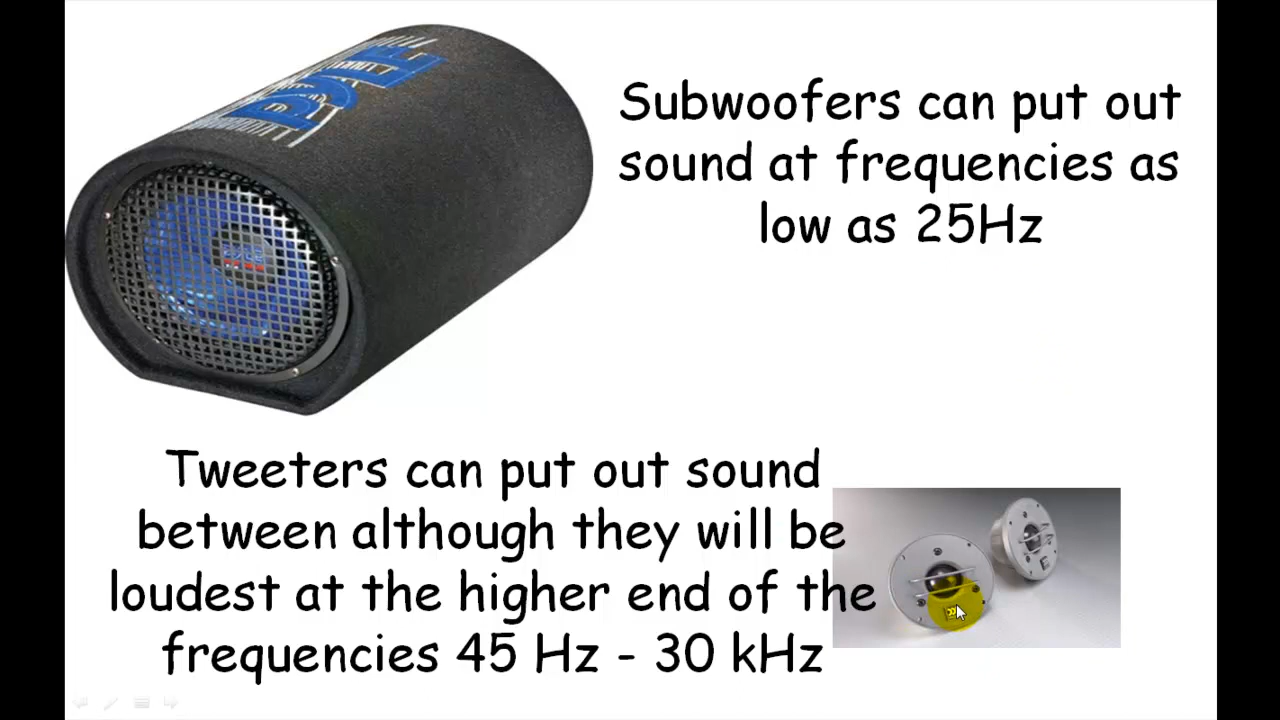 PYLE
Subwoofers can put out
sound at frequencies as
low as 25Hz
Tweeters can put out sound
between although they will be
loudest at the higher end of the
frequencies 45 Hz - 30 kHz